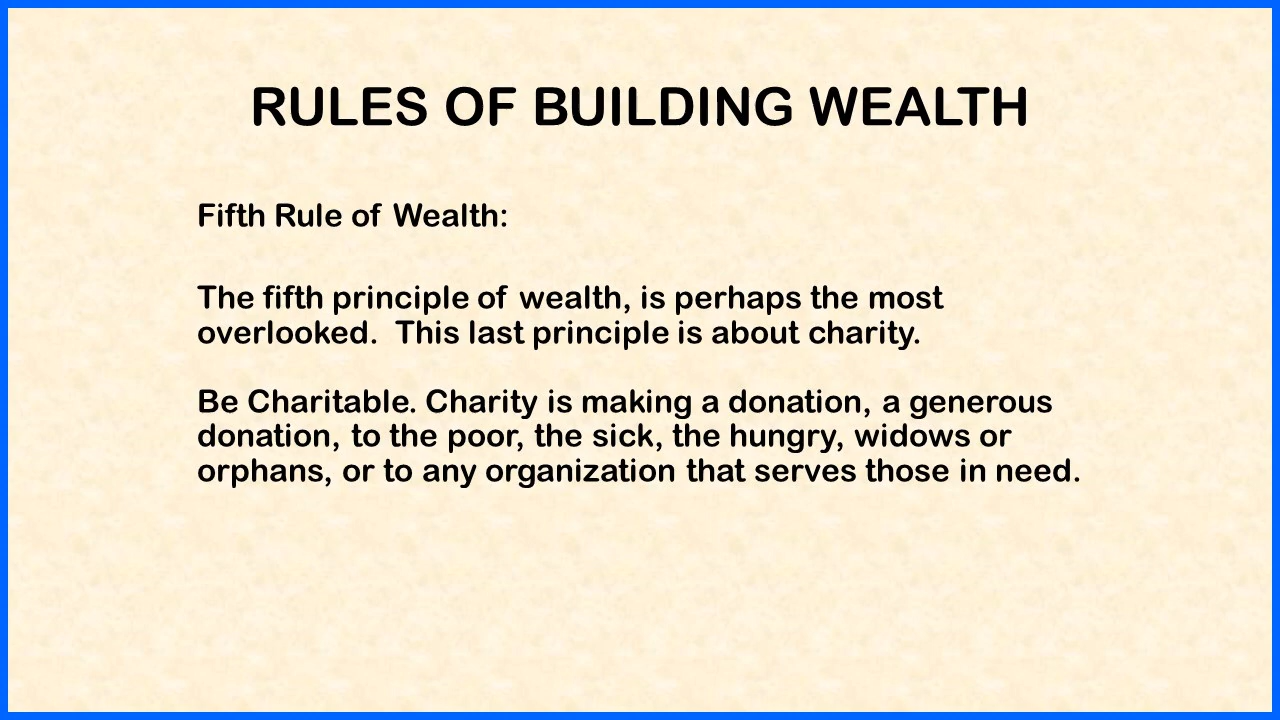 RULES OF BUILDING WEALTH
Fifth Rule of Wealth:
The fifth principle of wealth, is perhaps the most
overlooked.  This last principle is about charity.
Be Charitable. Charity is making a donation, a generous
donation, to the poor, the sick, the hungry, widows or
orphans, or to any organization that serves those in need.